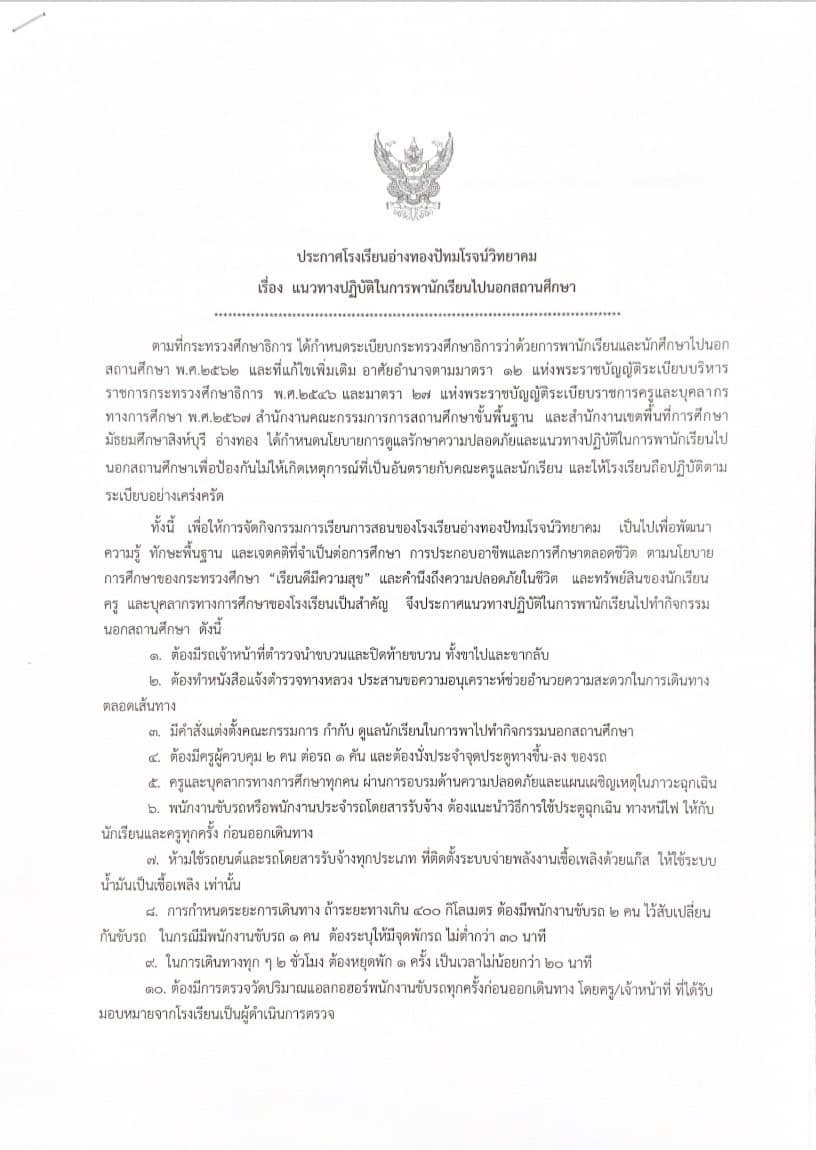 ประกาศโรงเรียนอ่างทองปัทมโรจน์วิทยาคม
เรื่อง แนวทางปฏิบัติในการพานักเรียนไปนอกสถานศึกษา
ตามที่กระทรวงศึกษาธิการ ได้กำหนดระเบียบกระทรวงศึกษาธิการว่าด้วยการพานักเรียนและนักศึกษาไปนอก
สถานศึกษา พ.ศ.๒๕๖๒ และที่แก้ไขเพิ่มเติม อาศัยอำนาจตามมาตรา ๑๒ แห่งพระราชบัญญัติระเบียบบริหาร
ราชการกระทรวงศึกษาธิการ พ.ศ.๒๕๔๖ และมาตรา ๒๗ แห่งพระราชบัญญัติระเบียบราชการครูและบุคลากร
ทางการศึกษา พ.ศ.๒๕๖๗ สำนักงานคณะกรรมการการสถานศึกษาขั้นพื้นฐาน และสำนักงานเขตพื้นที่การศึกษา
มัธยมศึกษาสิงห์บุรี อ่างทอง ได้กำหนดนโยบายการดูแลรักษาความปลอดภัยและแนวทางปฏิบัติในการพานักเรียนไป
นอกสถานศึกษาเพื่อป้องกันไม่ให้เกิดเหตุการณ์ที่เป็นอันตรายกับคณะครูและนักเรียน และให้โรงเรียนถือปฏิบัติตาม
ระเบียบอย่างเคร่งครัด
ทั้งนี้ เพื่อให้การจัดกิจกรรมการเรียนการสอนของโรงเรียนอ่างทองปัทมโรจน์วิทยาคม เป็นไปเพื่อพัฒนา
ความรู้ ทักษะพื้นฐาน และเจตคติที่จำเป็นต่อการศึกษา การประกอบอาชีพและการศึกษาตลอดชีวิต ตามนโยบาย
การศึกษาของกระทรวงศึกษา "เรียนดีมีความสุข" และคำนึงถึงความปลอดภัยในชีวิต และทรัพย์สินของนักเรียน
ครู และบุคลากรทางการศึกษาของโรงเรียนเป็นสำคัญ จึงประกาศแนวทางปฏิบัติในการพานักเรียนไปทำกิจกรรม
นอกสถานศึกษา ดังนี้
๑. ต้องมีรถเจ้าหน้าที่ตำรวจนำขบวนและปิดท้ายขบวน ทั้งขาไปและขากลับ
๒. ต้องทำหนังสือแจ้งตำรวจทางหลวง ประสานขอความอนุเคราะห์ช่วยอำนวยความสะดวกในการเดินทาง
ตลอดเส้นทาง
๓. มีคำสั่งแต่งตั้งคณะกรรมการ กำกับ ดูแลนักเรียนในการพาไปทำกิจกรรมนอกสถานศึกษา
๔. ต้องมีครูผู้ควบคุม ๒ คน ต่อรถ ๑ คัน และต้องนั่งประจำจุดประตูทางขึ้น-ลง ของรถ
๕. ครูและบุคลากรทางการศึกษาทุกคน ผ่านการอบรมด้านความปลอดภัยและแผนเผชิญเหตุในภาวะฉุกเฉิน
๖. พนักงานขับรถหรือพนักงานประจำรถโดยสารรับจ้าง ต้องแนะนำวิธีการใช้ประตูฉุกเฉิน ทางหนีไฟ ให้กับ
นักเรียนและครูทุกครั้ง ก่อนออกเดินทาง
๗. ห้ามใช้รถยนต์และรถโดยสารรับจ้างทุกประเภท ที่ติดตั้งระบบจ่ายพลังงานเชื้อเพลิงด้วยแก๊ส ให้ใช้ระบบ
น้ำมันเป็นเชื้อเพลิง เท่านั้น
๘. การกำหนดระยะการเดินทาง ถ้าระยะทางเกิน ๔๐๐ กิโลเมตร ต้องมีพนักงานขับรถ ๒ คน ไว้สับเปลี่ยน
กันขับรถ ในกรณีมีพนักงานขับรถ ๑ คน ต้องระบุให้มีจุดพักรถ ไม่ต่ำกว่า ๓๐ นาที
๙. ในการเดินทางทุก ๆ ๒ ชั่วโมง ต้องหยุดพัก ๑ ครั้ง เป็นเวลาไม่น้อยกว่า ๒๐ นาที
๑๐. ต้องมีการตรวจวัดปริมาณแอลกอฮอร์พนักงานขับรถทุกครั้งก่อนออกเดินทาง โดยครู/เจ้าหน้าที่ ที่ได้รับ
มอบหมายจากโรงเรียนเป็นผู้ดำเนินการตรวจ